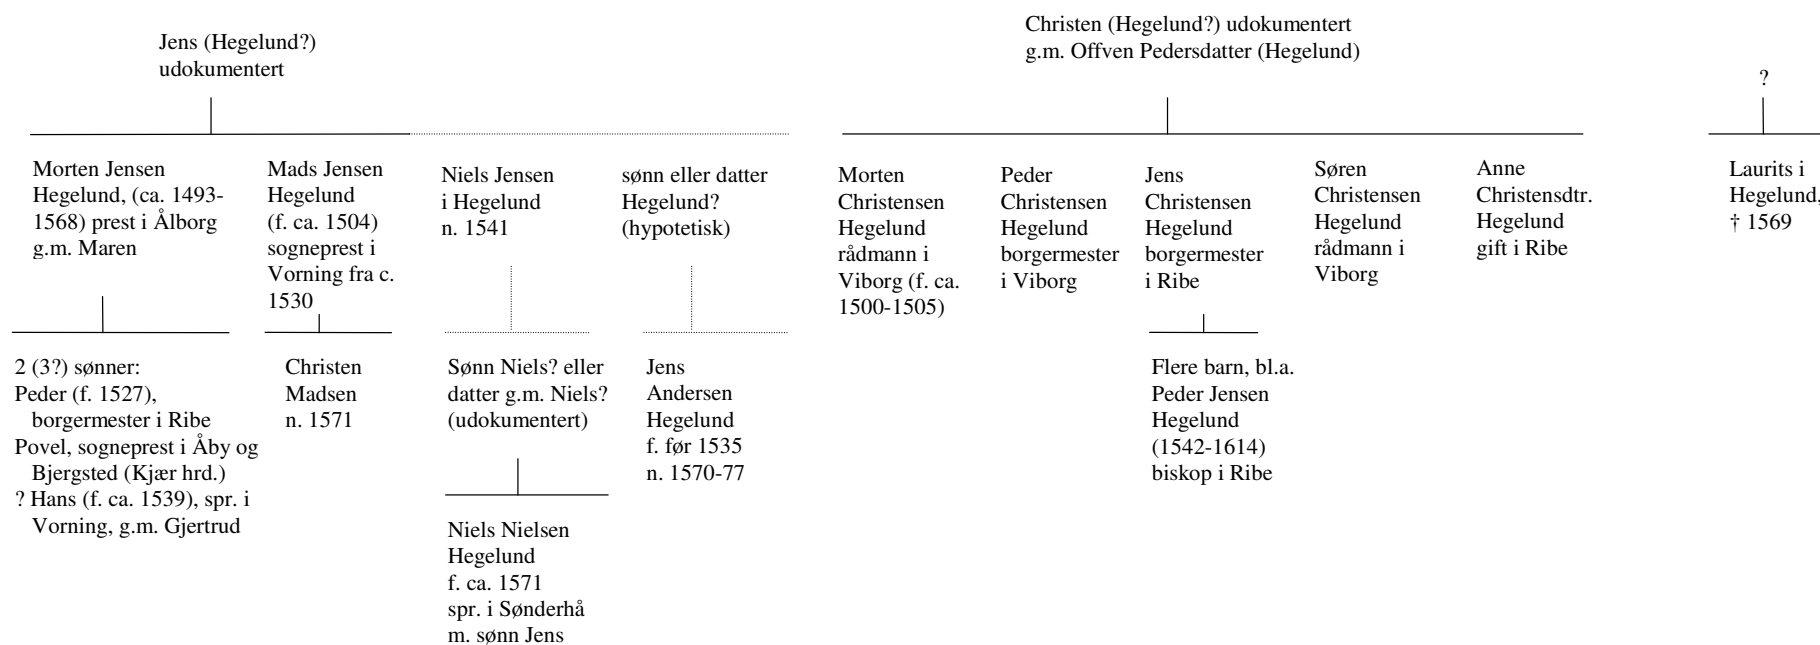 Jens (Hegelund?)
udokumentert
Christen (Hegelund?) udokumentert
g.m. Offven Pedersdatter (Hegelund)
?
Morten Jensen
Hegelund, (ca. 1493-
1568) prest i Ålborg
g.m. Maren
Mads Jensen
Hegelund
(f. ca. 1504)
sogneprest i
Vorning fra c.
1530
Niels Jensen
i Hegelund
n. 1541
sønn eller datter
Hegelund?
(hypotetisk)
Morten
Christensen
Hegelund
rådmann i
Viborg (f. ca.
1500-1505)
Peder
Christensen
Hegelund
borgermester
i Viborg
Jens
Christensen
Hegelund
borgermester
i Ribe
Søren
Christensen
Hegelund
rådmann i
Viborg
Anne
Christensdtr.
Hegelund
gift i Ribe
Laurits i
Hegelund,
† 1569
2 (3?) sønner:
Peder (f. 1527),
borgermester i Ribe
Povel, sogneprest i Åby og
Bjergsted (Kjær hrd.)
? Hans (f. ca. 1539), spr. i
Vorning, g.m. Gjertrud
Christen
Madsen
n. 1571
Sønn Niels? eller
datter g.m. Niels?
(udokumentert)
Jens
Andersen
Hegelund
f. før 1535
n. 1570-77
Flere barn, bl.a.
Peder Jensen
Hegelund
(1542-1614)
biskop i Ribe
Niels Nielsen
Hegelund
f. ca. 1571
spr. i Sønderhå
m. sønn Jens